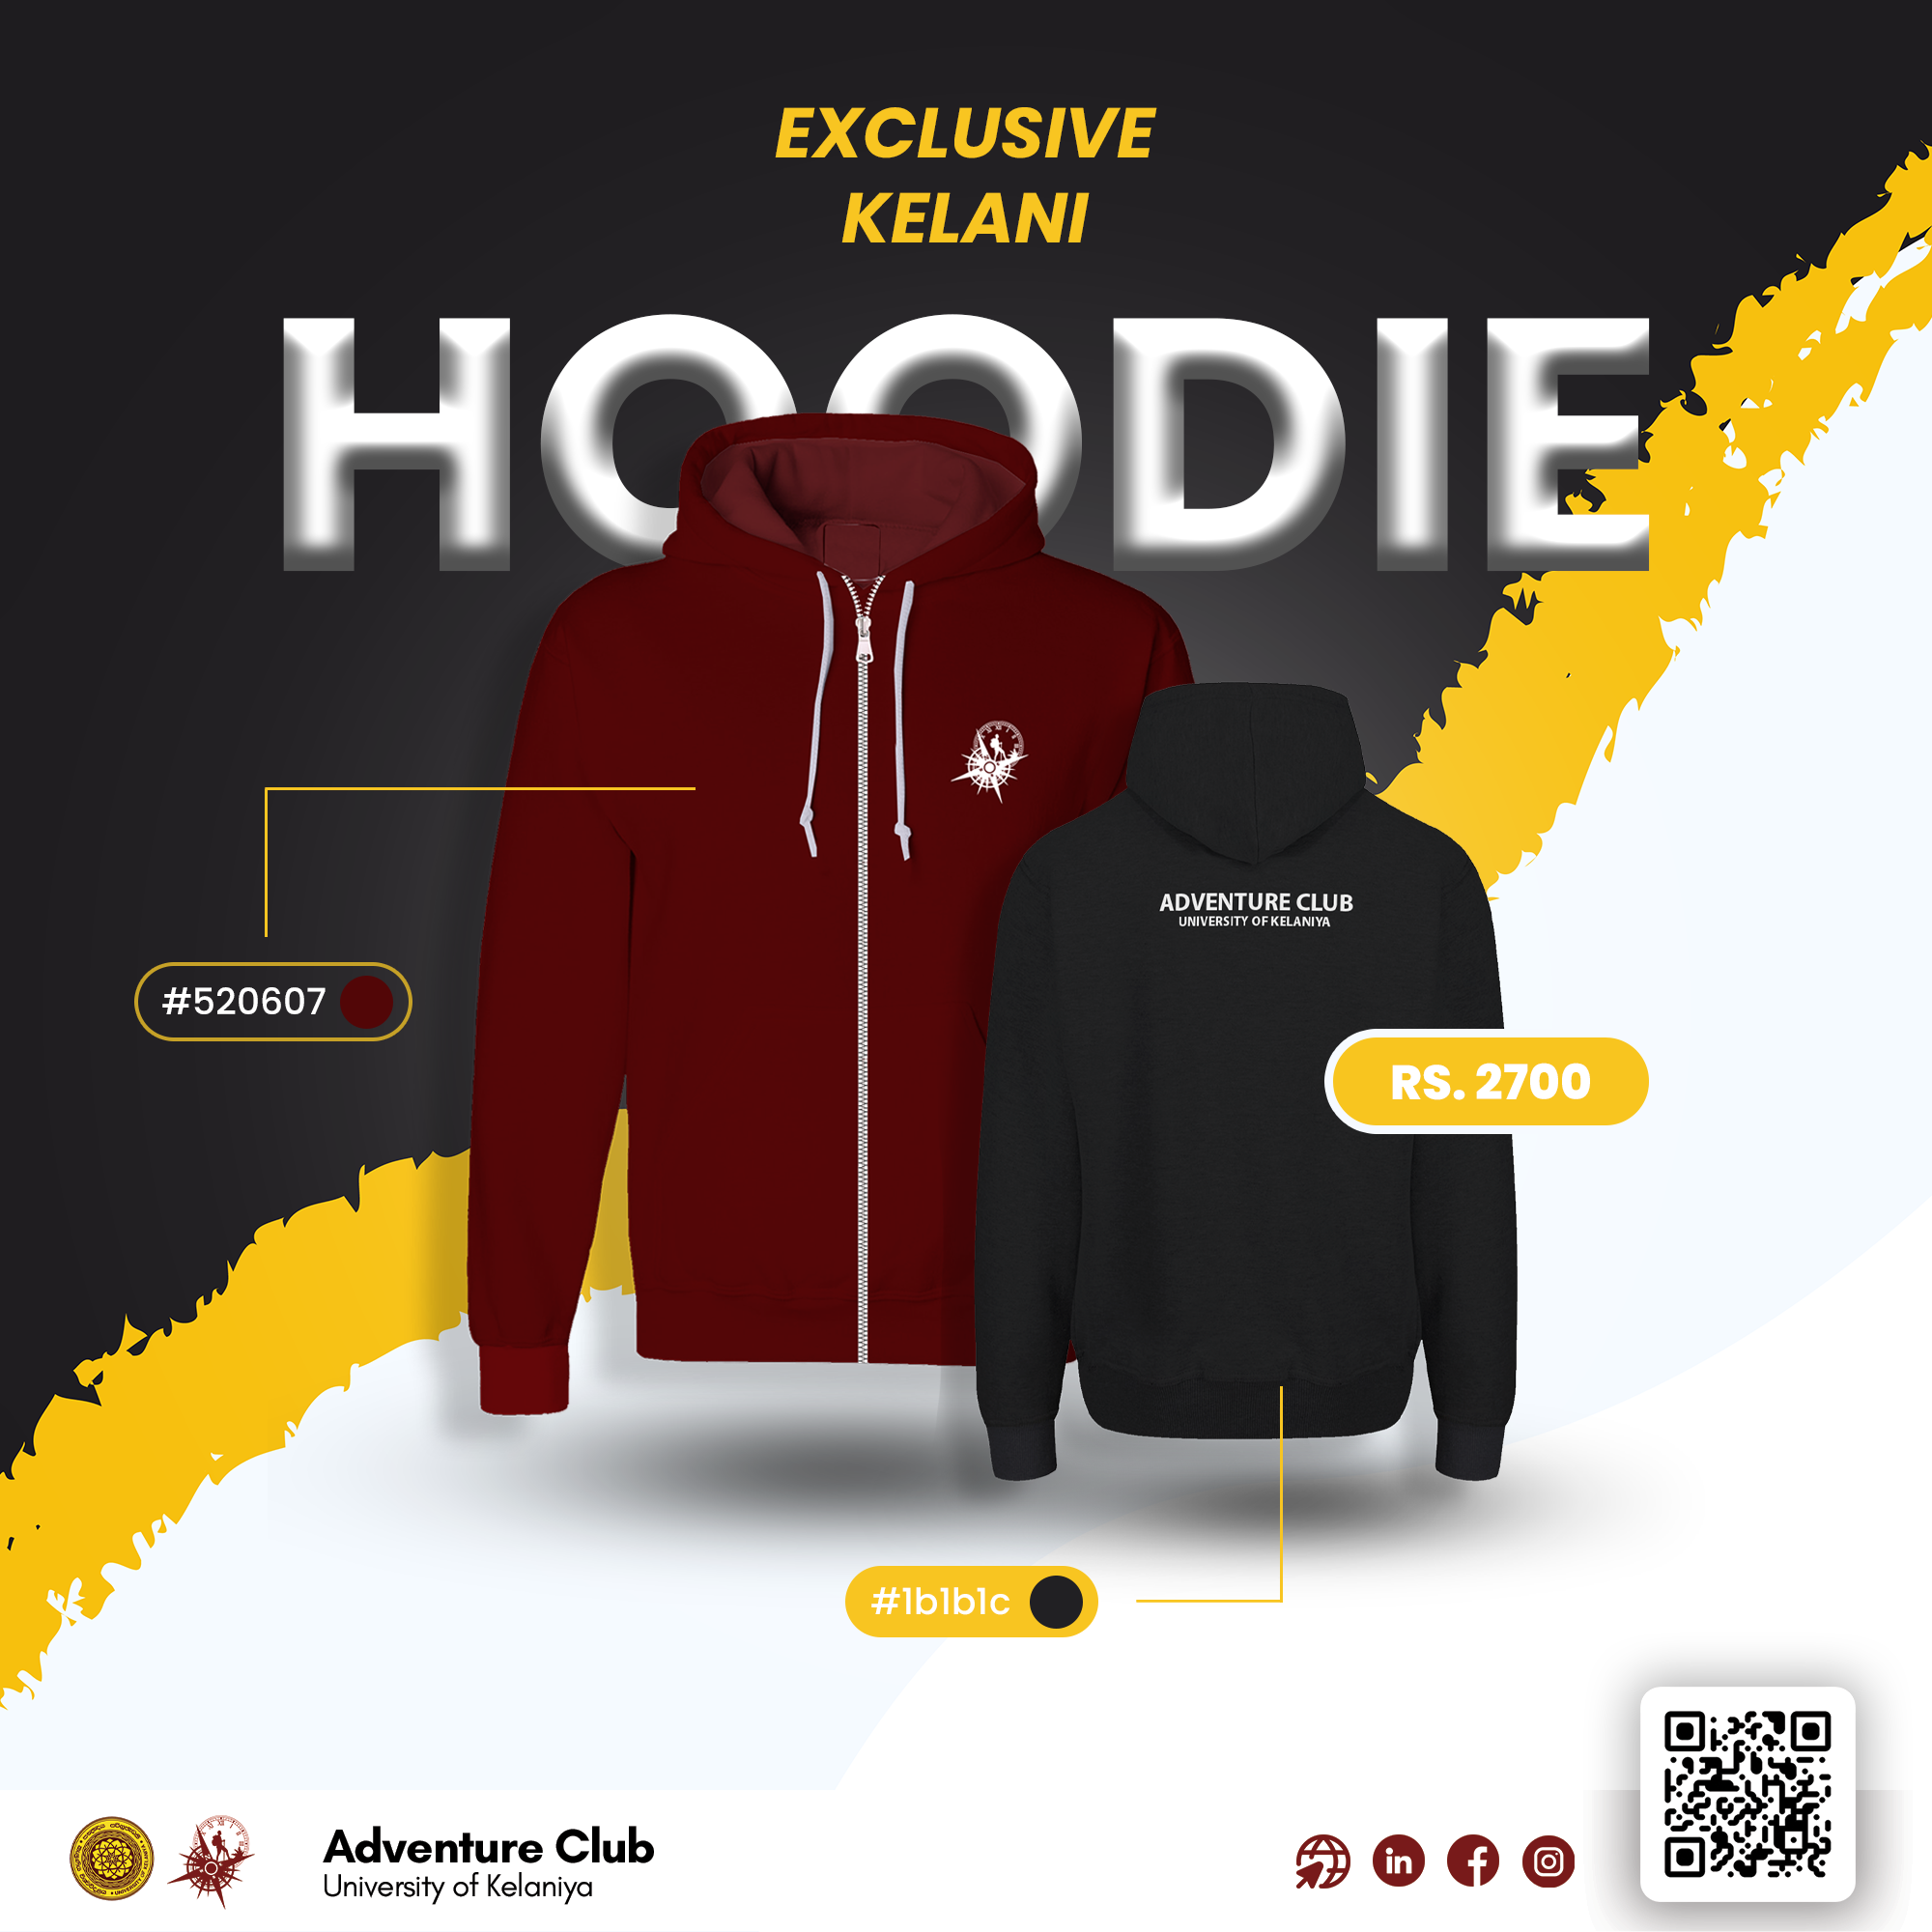 EXCLUSIVE
KELANI
HOODIE
ADVENTURE CLUB
UNIVERSITY OF KELANIYA
#520607
RS. 2700
#1b1b1c
Adventure Club
University of Kelaniya